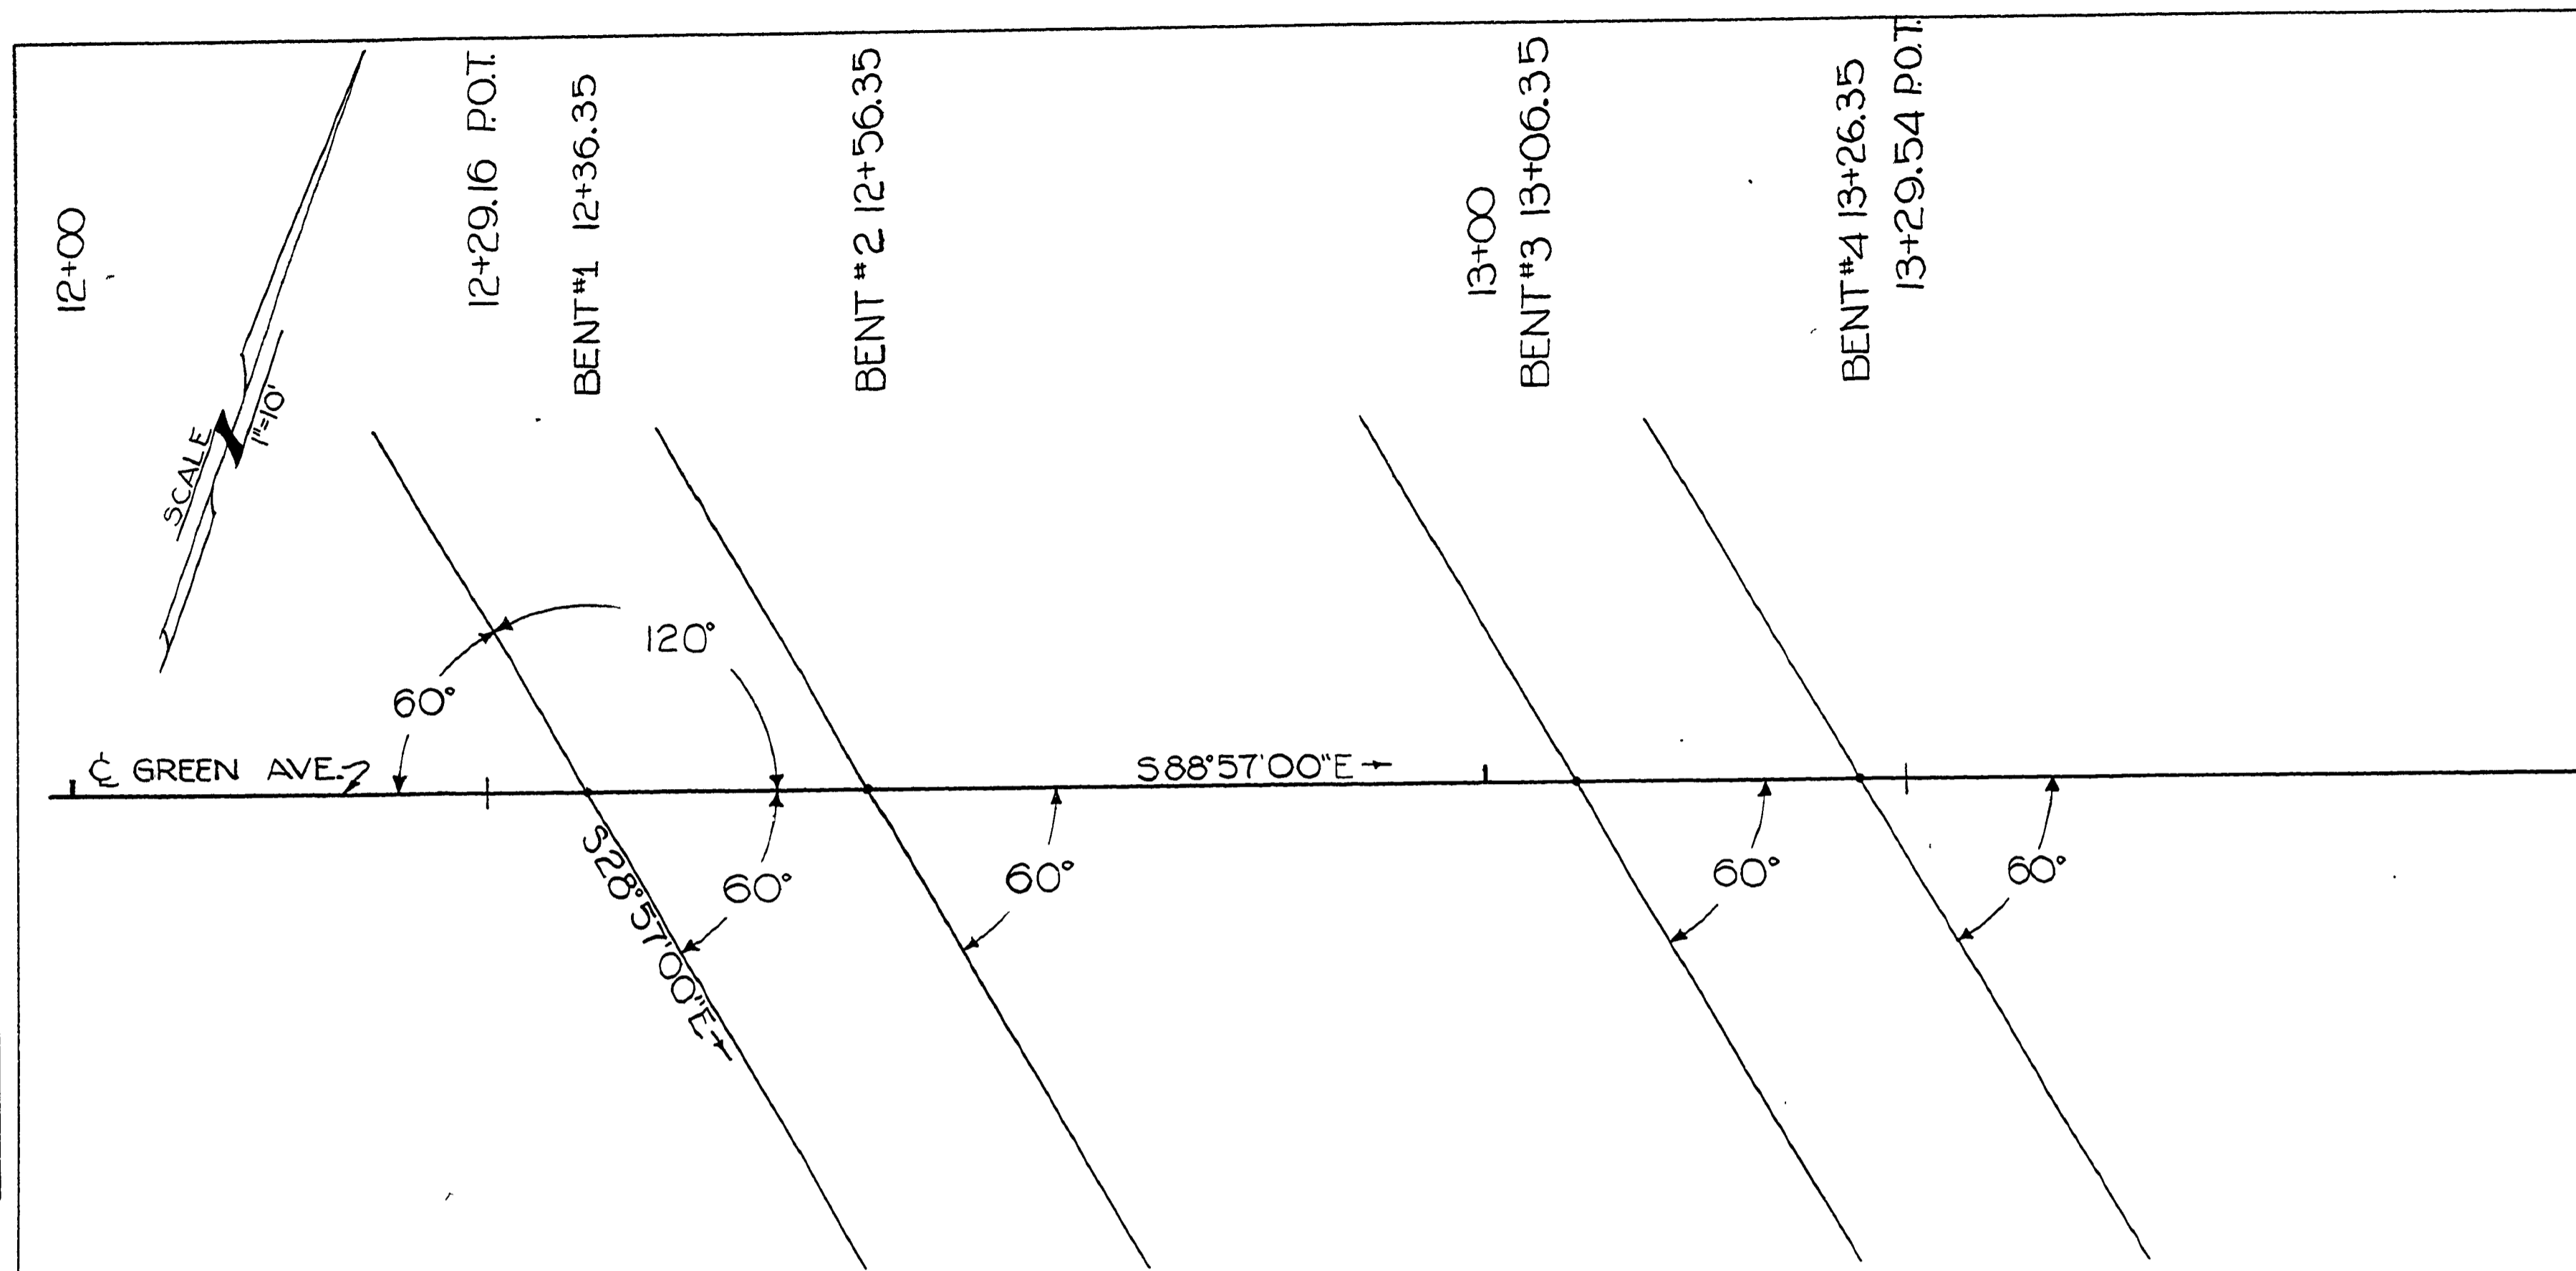 12+00
SCALE
1"=10'
12+29.16 P.O.T.
BENT #1 12+36.35
BENT #2 12+56.35
13+00
BENT #3 13+06.35
BENT #4 13+26.35
13+29.54 P.O.T.
120°
60°
℄ GREEN AVE.
S88°57'00"E
S28°57'00"E
60°
60°
60°
60°